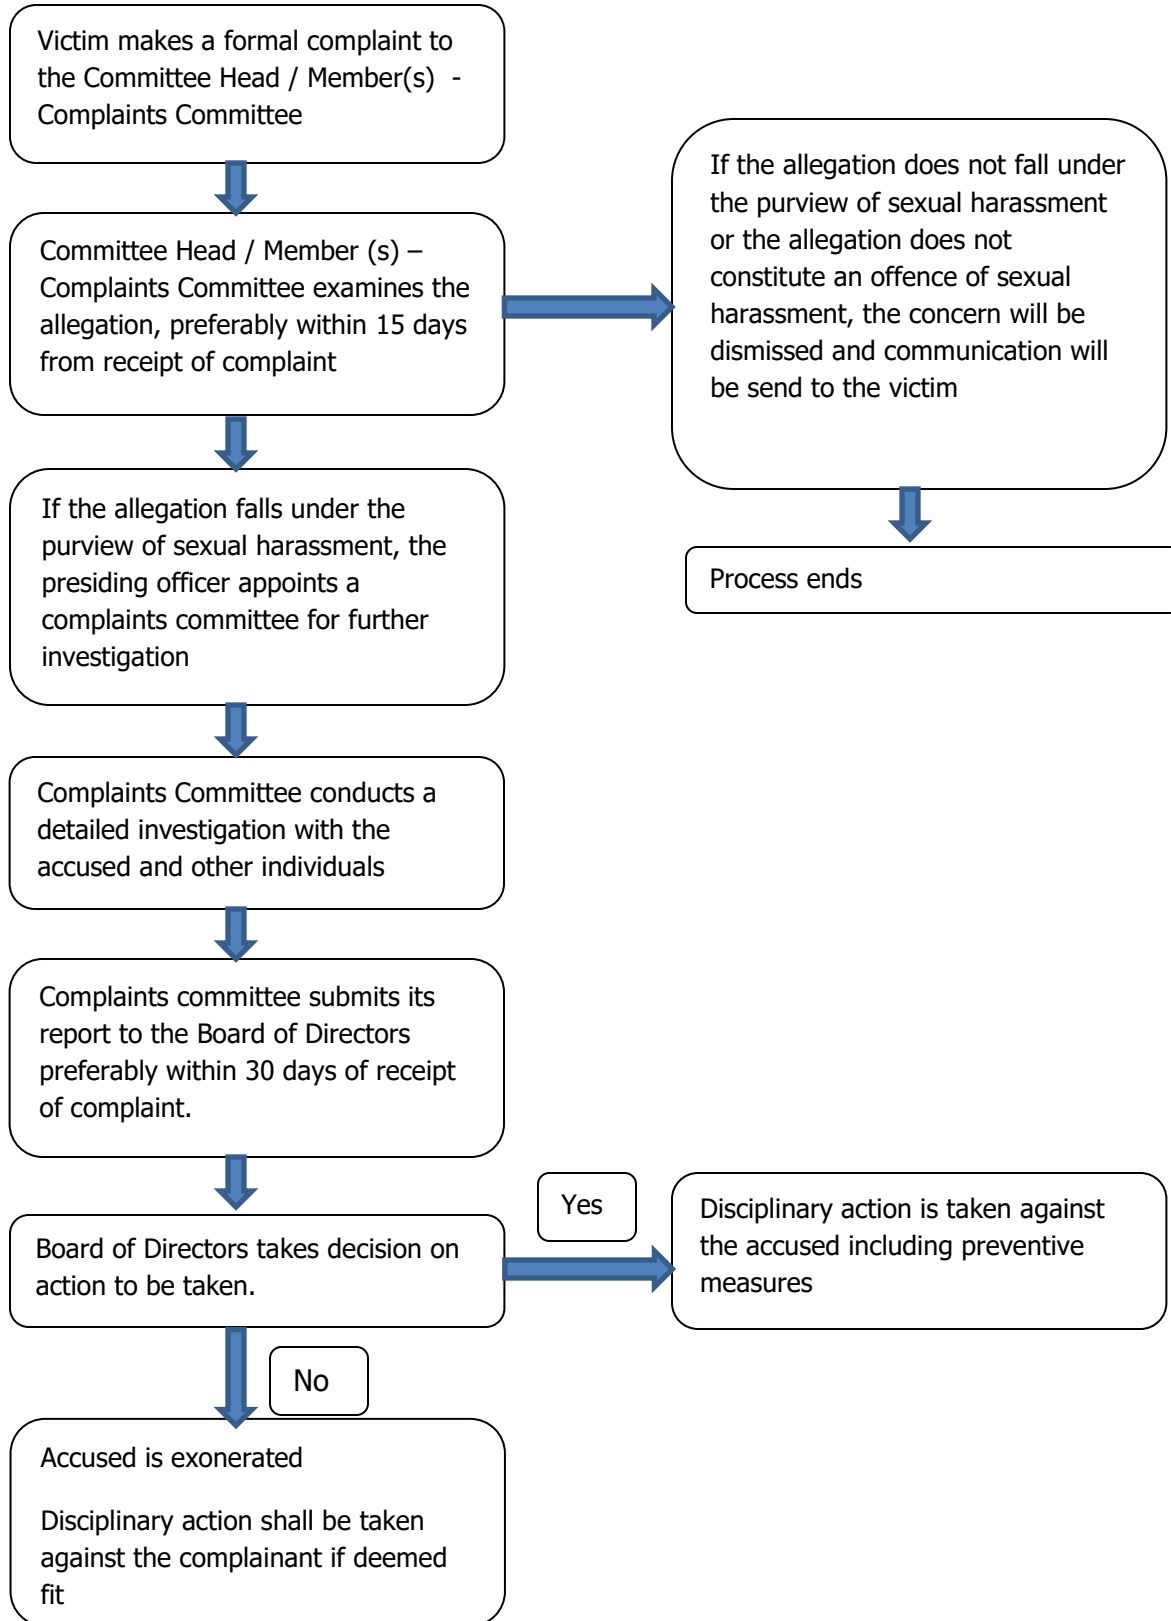 Victim makes a formal complaint to
the Committee Head / Member(s)  -
Complaints Committee
Committee Head / Member (s) –
Complaints Committee examines the
allegation, preferably within 15 days
from receipt of complaint
If the allegation does not fall under
the purview of sexual harassment
or the allegation does not
constitute an offence of sexual
harassment, the concern will be
dismissed and communication will
be send to the victim
Process ends
If the allegation falls under the
purview of sexual harassment, the
presiding officer appoints a
complaints committee for further
investigation
Complaints Committee conducts a
detailed investigation with the
accused and other individuals
Complaints committee submits its
report to the Board of Directors
preferably within 30 days of receipt
of complaint.
Board of Directors takes decision on
action to be taken.
Yes
Disciplinary action is taken against
the accused including preventive
measures
No
Accused is exonerated
Disciplinary action shall be taken
against the complainant if deemed
fit